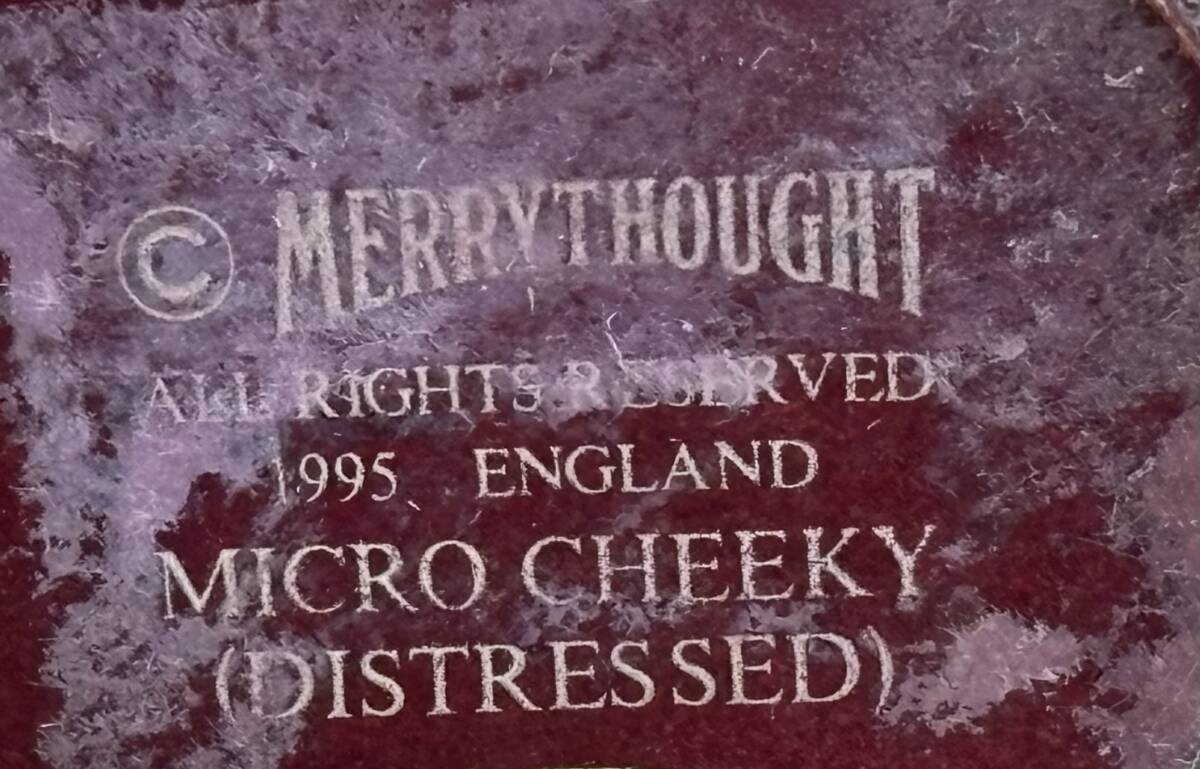 © MERRYTHOUGHT
ALL RIGHTS RESERVED
1995 ENGLAND
MICRO CHEEKY
(DISTRESSED)